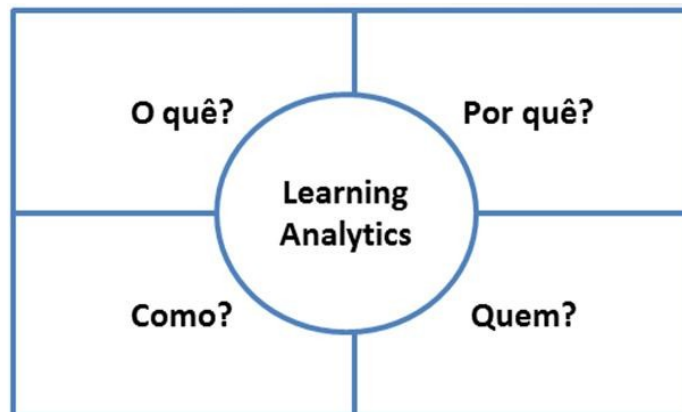 O quê?
Por quê?
Learning
Analytics
Como?
Quem?